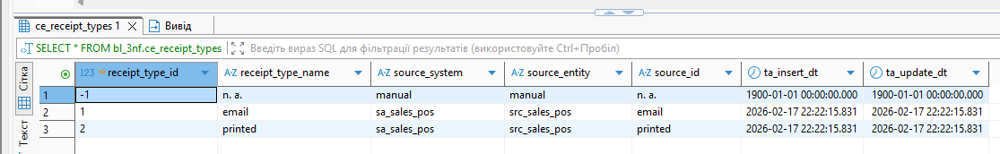 ce_receipt_types 1 Вивід
SELECT * FROM bl_3nf.ce_receipt_types Введіть вираз SQL для фільтрації результатів (використовуйте Ctrl+Пробіл)
Сітка
Текст
123 receipt_type_id A-Z receipt_type_name A-Z source_system A-Z source_entity A-Z source_id ta_insert_dt ta_update_dt
1 -1 n. a. manual manual n. a. 1900-01-01 00:00:00.000 1900-01-01 00:00:00.000
2 1 email sa_sales_pos src_sales_pos email 2026-02-17 22:22:15.831 2026-02-17 22:22:15.831
3 2 printed sa_sales_pos src_sales_pos printed 2026-02-17 22:22:15.831 2026-02-17 22:22:15.831